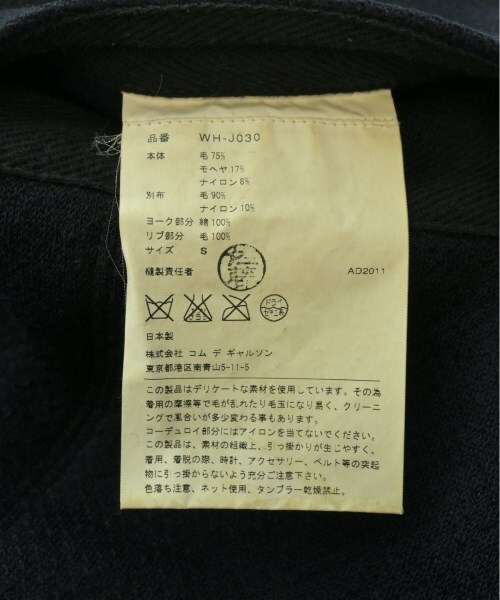 品番 WH-J030
本体 毛 75%
モヘヤ 17%
ナイロン 8%
別布 毛 90%
ナイロン 10%
ヨーク部分 綿 100%
リブ部分 毛 100%
サイズ S
縫製責任者 AD2011
ドライ
セキユ系
日本製
株式会社 コム デ ギャルソン
東京都港区南青山5-11-5
この製品はデリケートな素材を使用しています。その為
着用の摩擦等で毛が乱れたり毛玉になり易く、クリーニ
ングで風合いが多少変わる事もあります。
コーデュロイ部分にはアイロンを当てないでください。
この製品は、素材の組織上、引っ掛かりが生じやすく、
着用、着脱の際、時計、アクセサリー、ベルト等の突起
物に引っ掛からないよう充分ご注意下さい。
色落ち注意、ネット使用、タンブラー乾燥禁止。